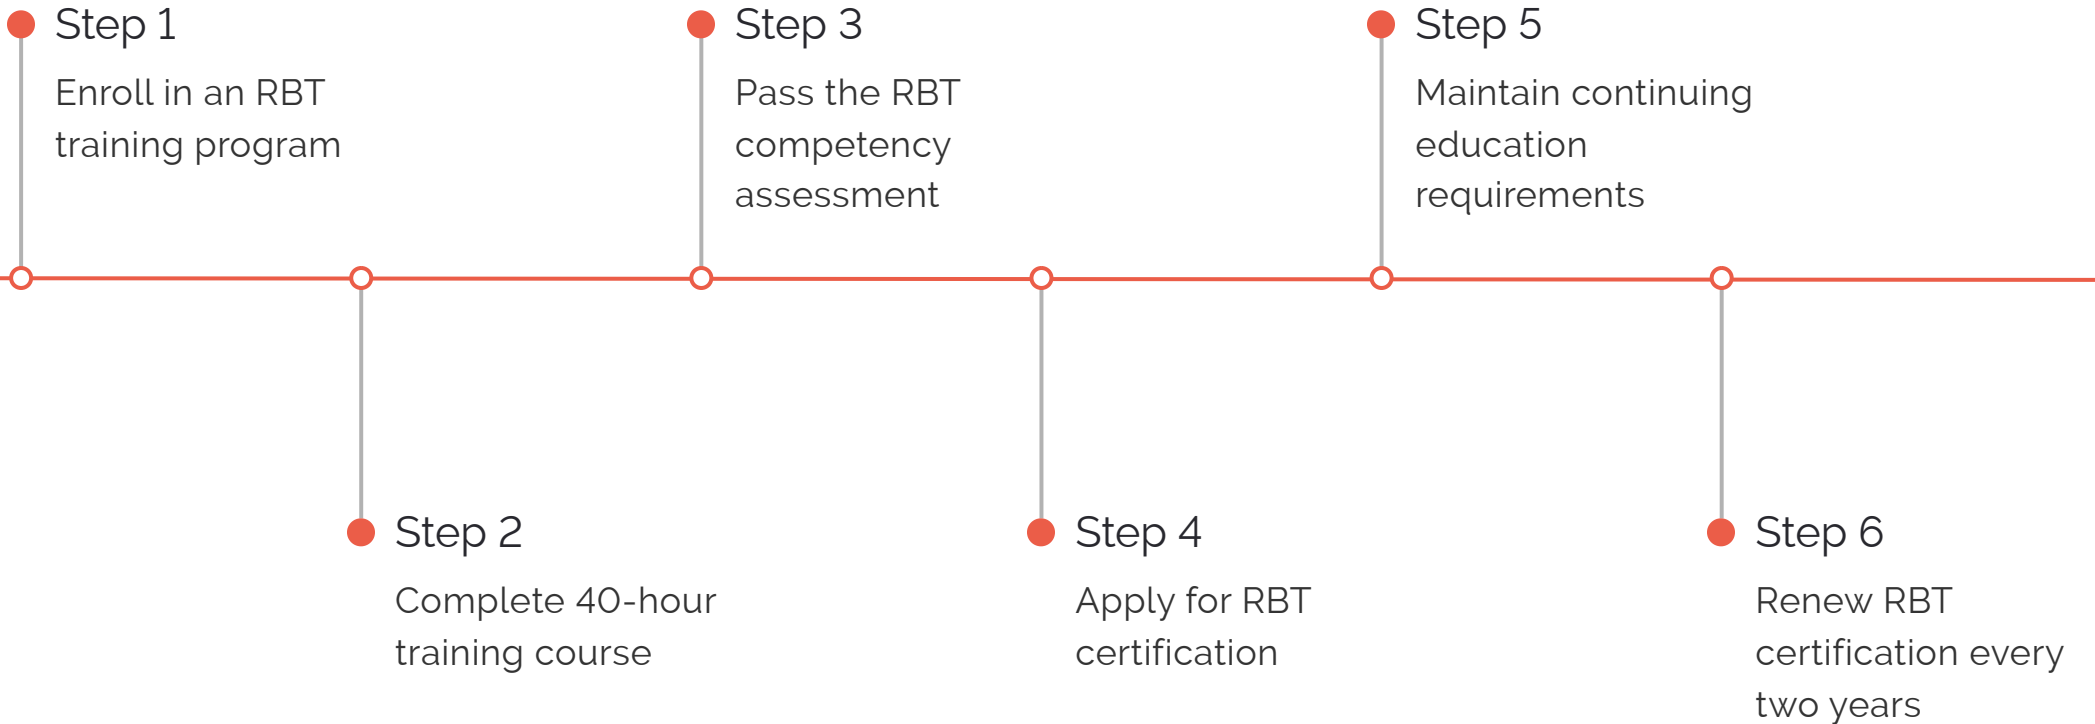 Step 1
Enroll in an RBT
training program
Step 2
Complete 40-hour
training course
Step 3
Pass the RBT
competency
assessment
Step 4
Apply for RBT
certification
Step 5
Maintain continuing
education
requirements
Step 6
Renew RBT
certification every
two years